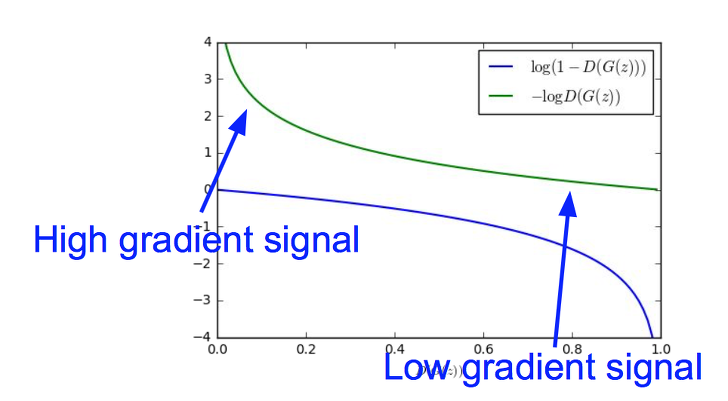 4
3
2
1
0
−1
−2
−3
−4
0.0 0.2 0.4 0.6 0.8 1.0
log(1 − D(G(z)))
−logD(G(z))
High gradient signal
Low gradient signal